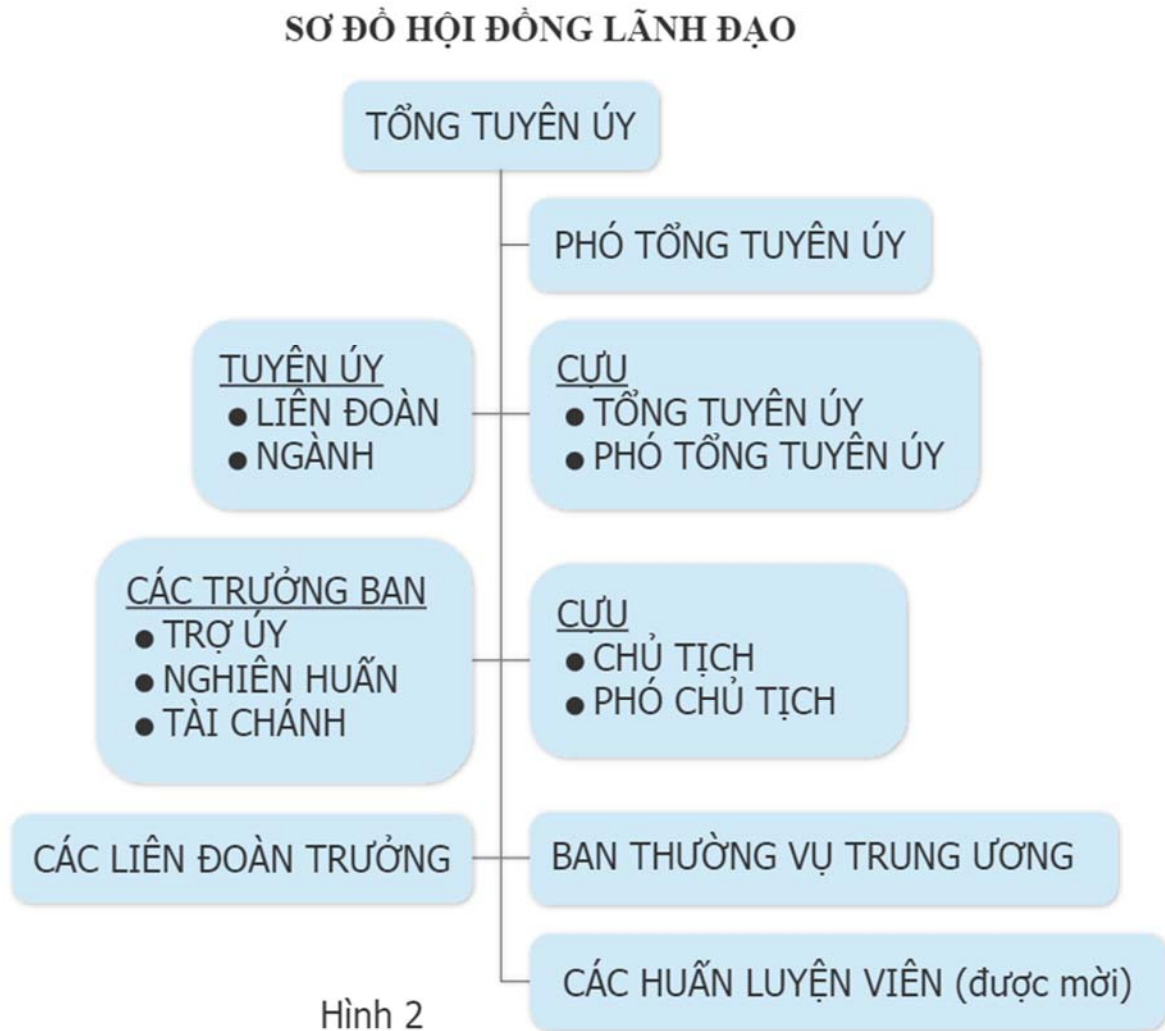 SƠ ĐỒ HỘI ĐỒNG LÃNH ĐẠO
TỔNG TUYÊN ÚY
PHÓ TỔNG TUYÊN ÚY
TUYÊN ÚY
● LIÊN ĐOÀN
● NGÀNH
CỰU
● TỔNG TUYÊN ÚY
● PHÓ TỔNG TUYÊN ÚY
CÁC TRƯỞNG BAN
● TRỢ ÚY
● NGHIÊN HUẤN
● TÀI CHÁNH
CỰU
● CHỦ TỊCH
● PHÓ CHỦ TỊCH
CÁC LIÊN ĐOÀN TRƯỞNG
BAN THƯỜNG VỤ TRUNG ƯƠNG
CÁC HUẤN LUYỆN VIÊN (được mời)
Hình 2